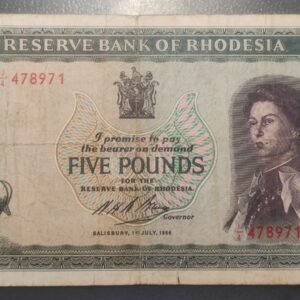 RESERVE BANK OF RHODESIA
478971
I promise to pay
the bearer on demand
FIVE POUNDS
FOR THE
RESERVE BANK OF RHODESIA
Governor
SALISBURY, 1ST JULY, 1966
478971